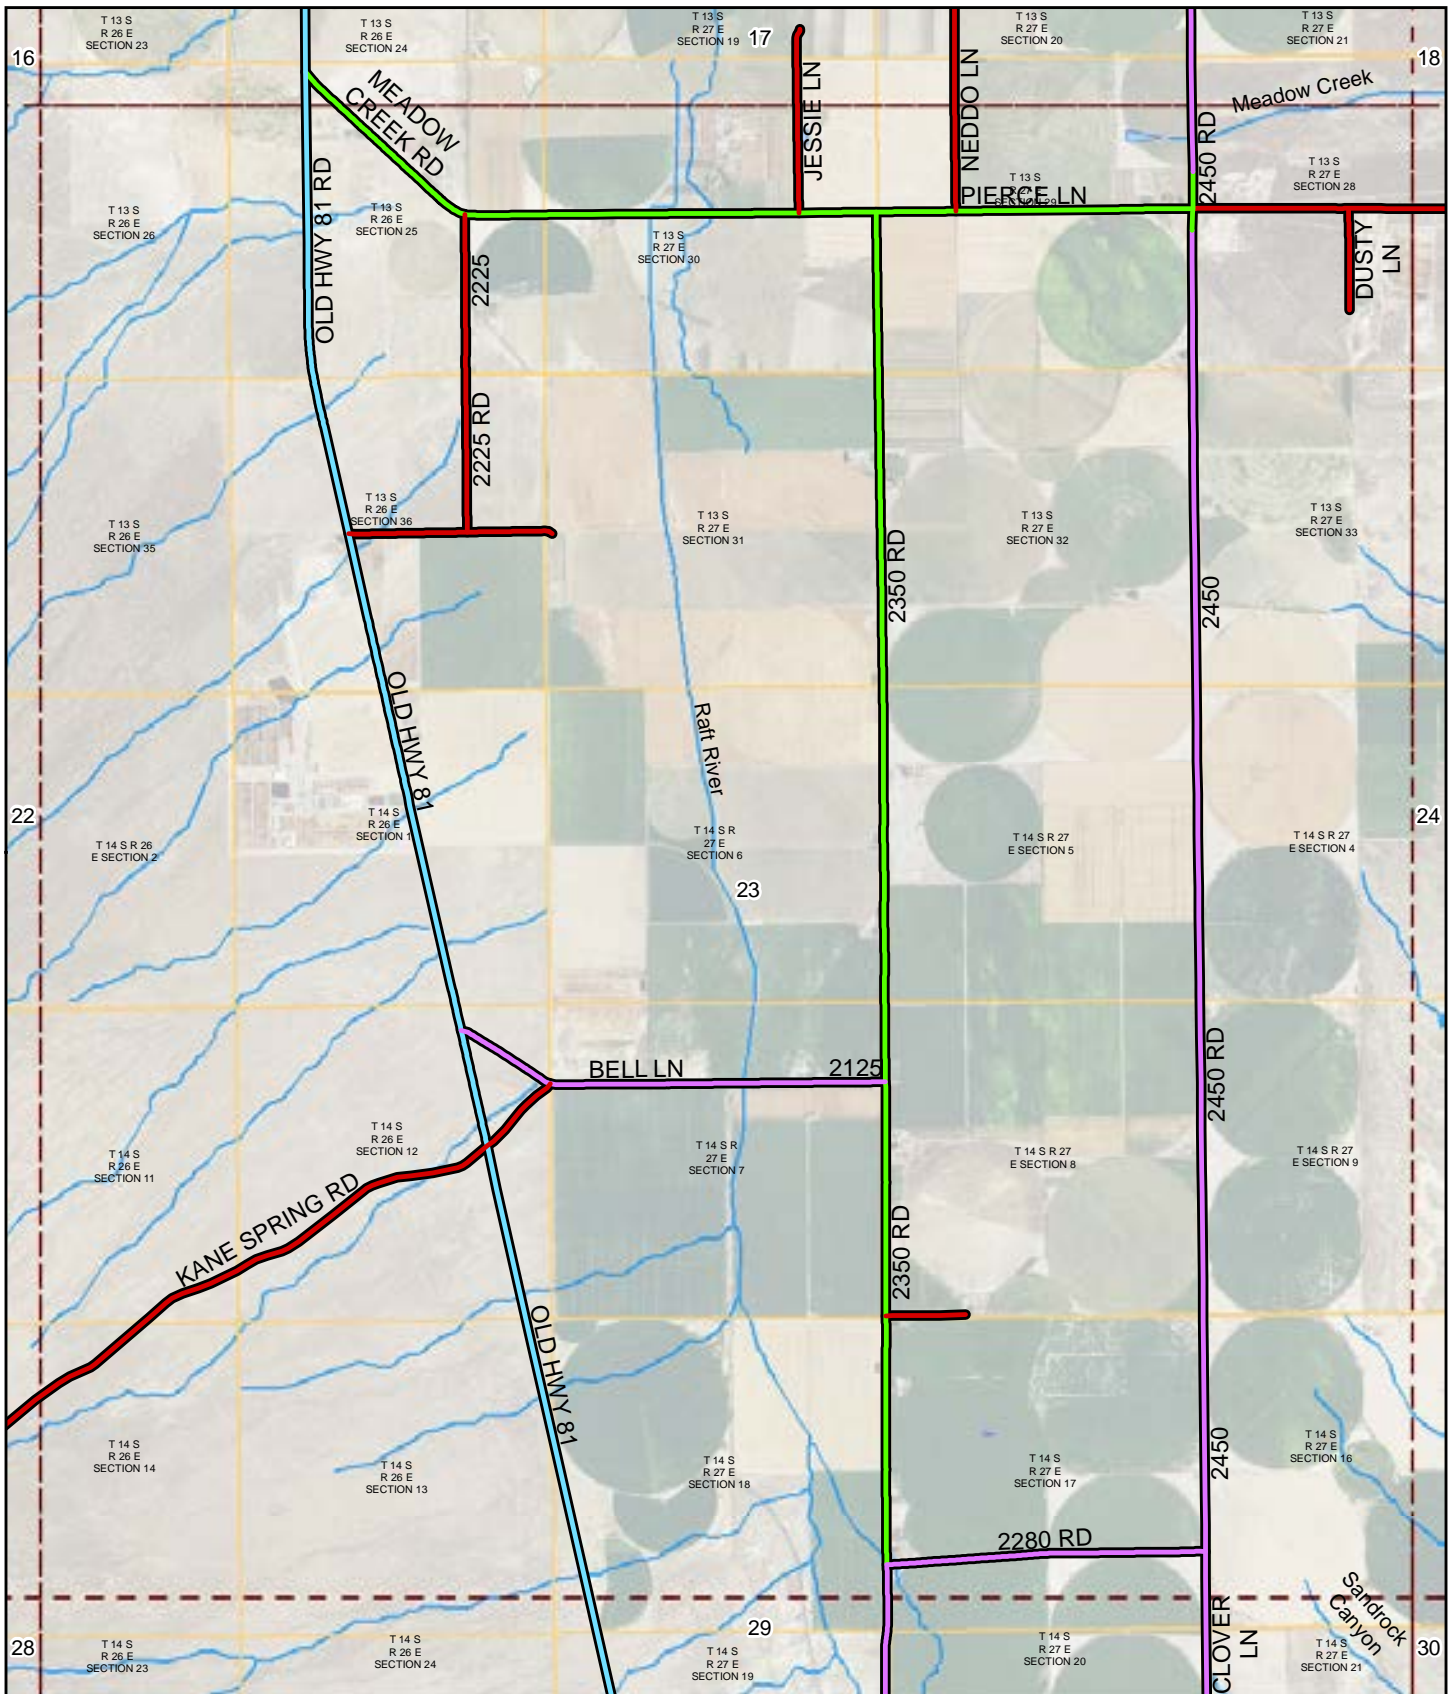 T 13 S
R 26 E
SECTION 23
T 13 S
R 26 E
SECTION 24
T 13 S
R 27 E
SECTION 19
17
T 13 S
R 27 E
SECTION 20
T 13 S
R 27 E
SECTION 21
16
18
MEADOW
CREEK RD
JESSIE LN
NEDDO LN
Meadow Creek
2450 RD
OLD HWY 81 RD
T 13 S
R 26 E
SECTION 26
T 13 S
R 26 E
SECTION 25
T 13 S
R 27 E
SECTION 30
T 13 S
R 27 E
SECTION 29
PIERCE LN
T 13 S
R 27 E
SECTION 28
DUSTY
LN
2225
2225 RD
T 13 S
R 26 E
SECTION 35
T 13 S
R 26 E
SECTION 36
T 13 S
R 27 E
SECTION 31
2350 RD
T 13 S
R 27 E
SECTION 32
2450
T 13 S
R 27 E
SECTION 33
OLD HWY 81
Raft River
22
24
T 14 S R 26
E SECTION 2
T 14 S
R 26 E
SECTION 1
T 14 S R
27 E
SECTION 6
T 14 S R 27
E SECTION 5
T 14 S R 27
E SECTION 4
23
BELL LN
2125
2450 RD
T 14 S
R 26 E
SECTION 11
T 14 S
R 26 E
SECTION 12
T 14 S R
27 E
SECTION 7
T 14 S R 27
E SECTION 8
T 14 S R 27
E SECTION 9
KANE SPRING RD
2350 RD
OLD HWY 81
T 14 S
R 26 E
SECTION 14
T 14 S
R 26 E
SECTION 13
T 14 S
R 27 E
SECTION 18
T 14 S
R 27 E
SECTION 17
2450
T 14 S
R 27 E
SECTION 16
2280 RD
Sandrock
Canyon
CLOVER
LN
28
T 14 S
R 26 E
SECTION 23
T 14 S
R 26 E
SECTION 24
29
T 14 S
R 27 E
SECTION 19
T 14 S
R 27 E
SECTION 20
T 14 S
R 27 E
SECTION 21
30